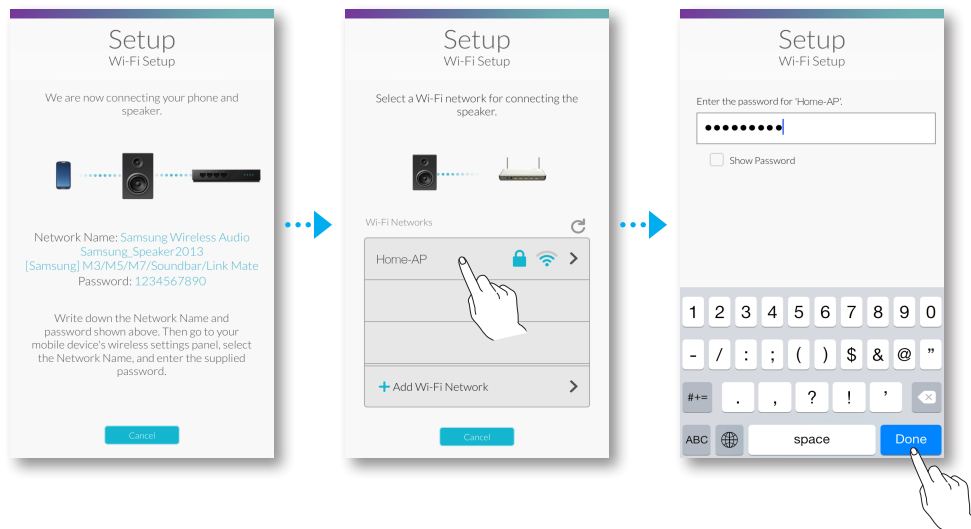 Setup
Wi-Fi Setup
We are now connecting your phone and
speaker.
Network Name: Samsung Wireless Audio
Samsung_Speaker2013
[Samsung] M3/M5/M7/Soundbar/Link Mate
Password: 1234567890
Write down the Network Name and
password shown above. Then go to your
mobile device's wireless settings panel, select
the Network Name, and enter the supplied
password.
Cancel
Setup
Wi-Fi Setup
Select a Wi-Fi network for connecting the
speaker.
Wi-Fi Networks
Home-AP
+ Add Wi-Fi Network
Cancel
Setup
Wi-Fi Setup
Enter the password for 'Home-AP'.
•••••••••
Show Password
1 2 3 4 5 6 7 8 9 0
- / : ; ( ) $ & @ "
#+= . , ? ! '
ABC space Done